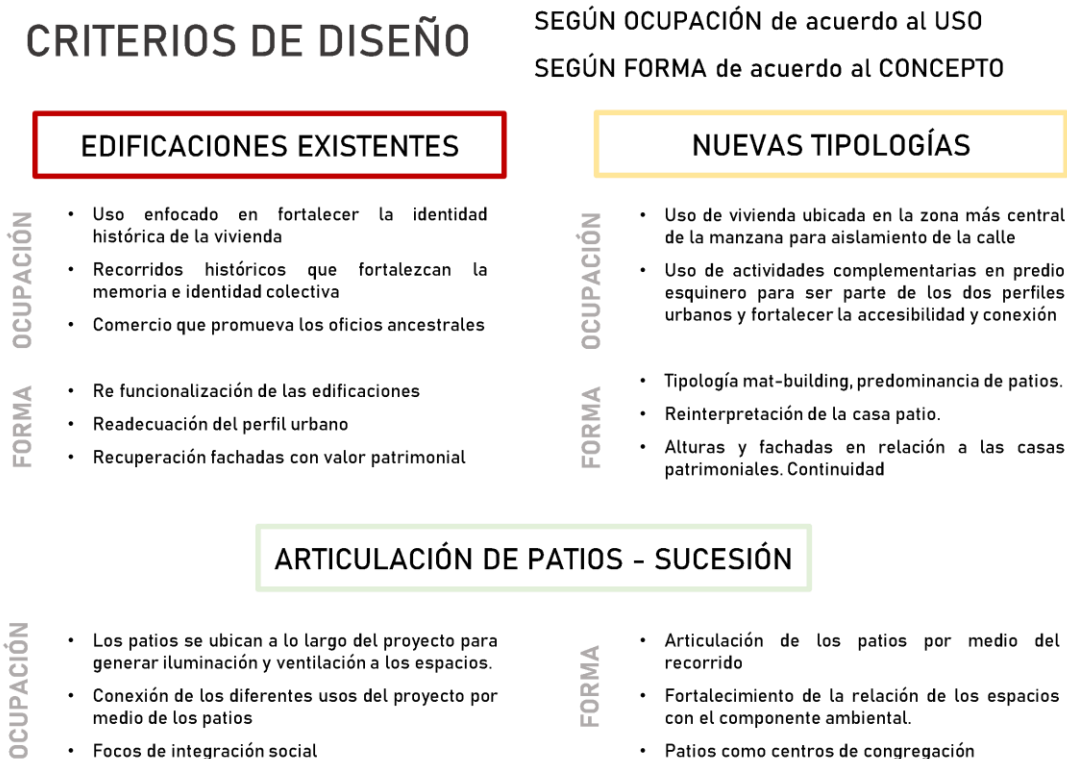 CRITERIOS DE DISEÑO
SEGÚN OCUPACIÓN de acuerdo al USO
SEGÚN FORMA de acuerdo al CONCEPTO
EDIFICACIONES EXISTENTES
OCUPACIÓN
• Uso enfocado en fortalecer la identidad
histórica de la vivienda
• Recorridos históricos que fortalezcan la
memoria e identidad colectiva
• Comercio que promueva los oficios ancestrales
FORMA
• Re funcionalización de las edificaciones
• Readecuación del perfil urbano
• Recuperación fachadas con valor patrimonial
NUEVAS TIPOLOGÍAS
OCUPACIÓN
• Uso de vivienda ubicada en la zona más central
de la manzana para aislamiento de la calle
• Uso de actividades complementarias en predio
esquinero para ser parte de los dos perfiles
urbanos y fortalecer la accesibilidad y conexión
FORMA
• Tipología mat-building, predominancia de patios.
• Reinterpretación de la casa patio.
• Alturas y fachadas en relación a las casas
patrimoniales. Continuidad
ARTICULACIÓN DE PATIOS - SUCESIÓN
OCUPACIÓN
• Los patios se ubican a lo largo del proyecto para
generar iluminación y ventilación a los espacios.
• Conexión de los diferentes usos del proyecto por
medio de los patios
• Focos de integración social
FORMA
• Articulación de los patios por medio del
recorrido
• Fortalecimiento de la relación de los espacios
con el componente ambiental.
• Patios como centros de congregación